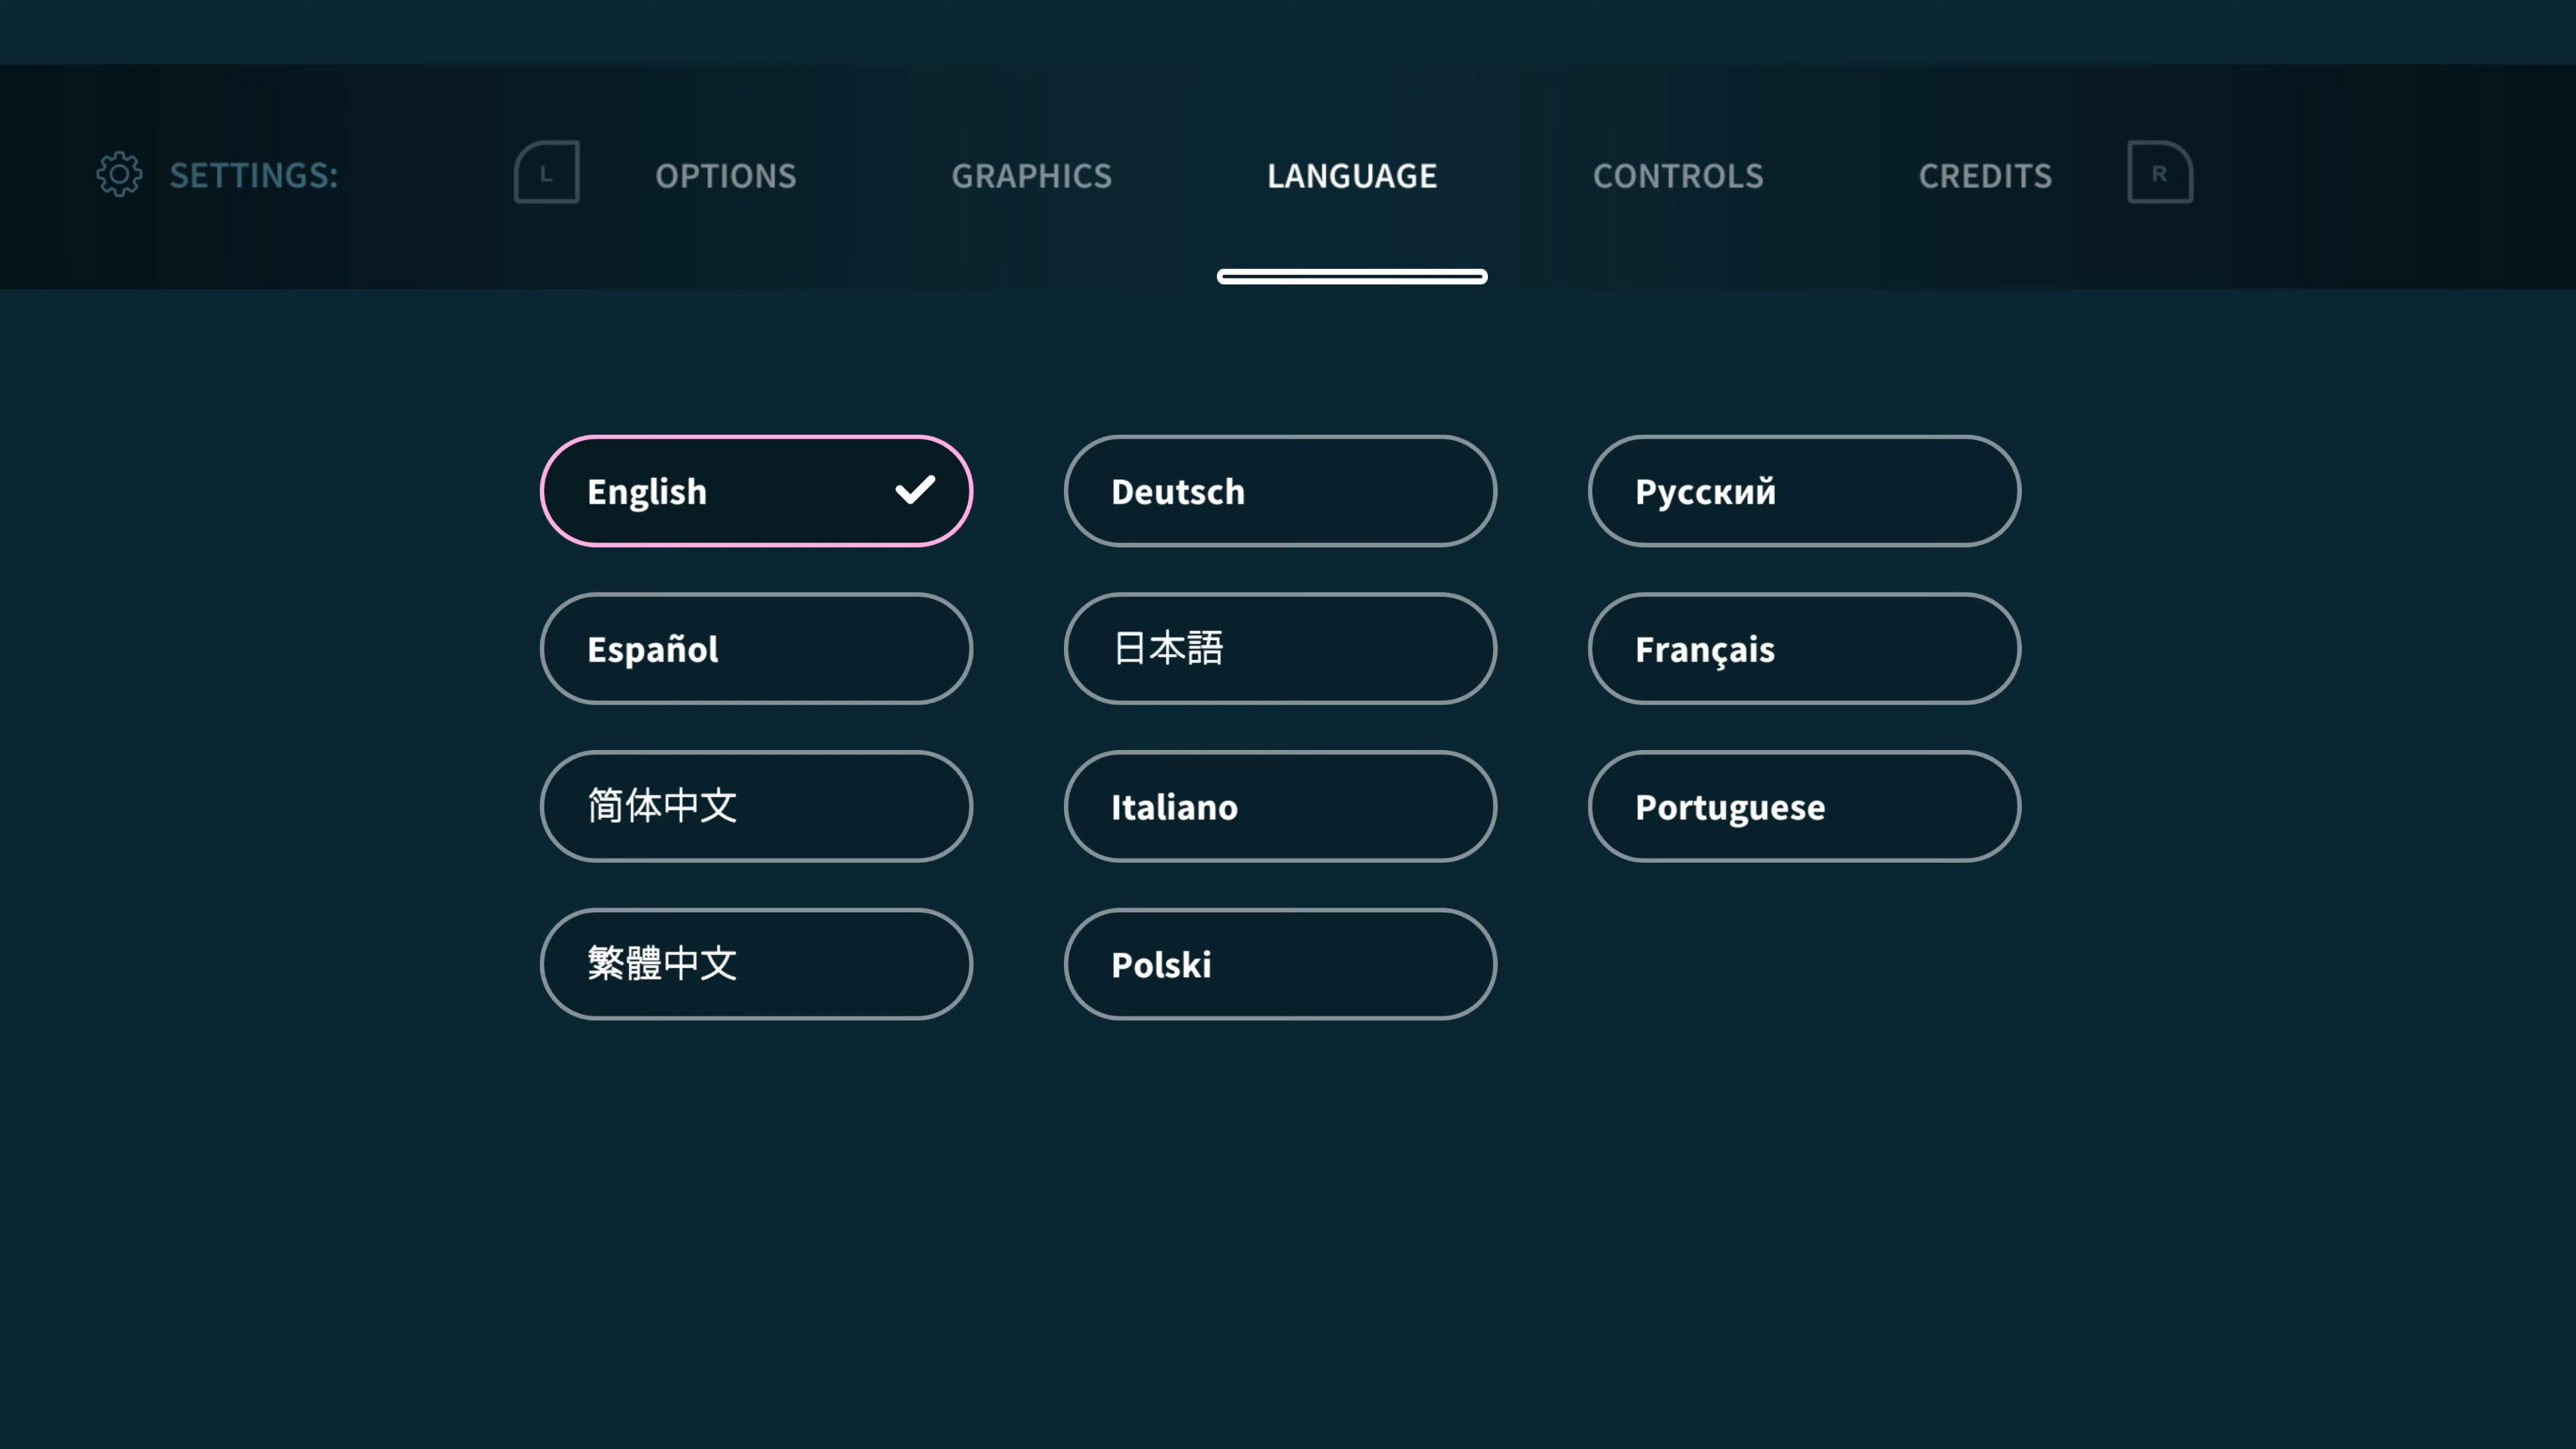 SETTINGS:
L
OPTIONS
GRAPHICS
LANGUAGE
CONTROLS
CREDITS
R
English
Deutsch
Русский
Español
日本語
Français
简体中文
Italiano
Portuguese
繁體中文
Polski